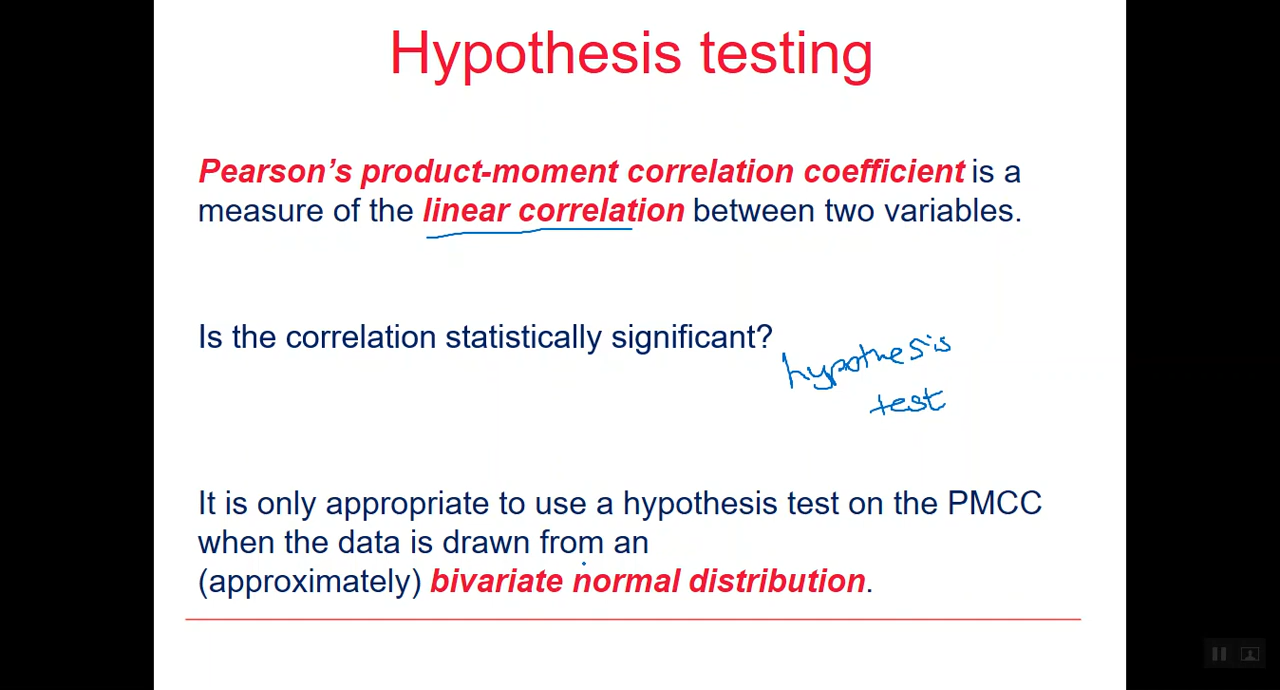 Hypothesis testing
Pearson’s product-moment correlation coefficient is a
measure of the linear correlation between two variables.
Is the correlation statistically significant?
hypothesis
test
It is only appropriate to use a hypothesis test on the PMCC
when the data is drawn from an
(approximately) bivariate normal distribution.